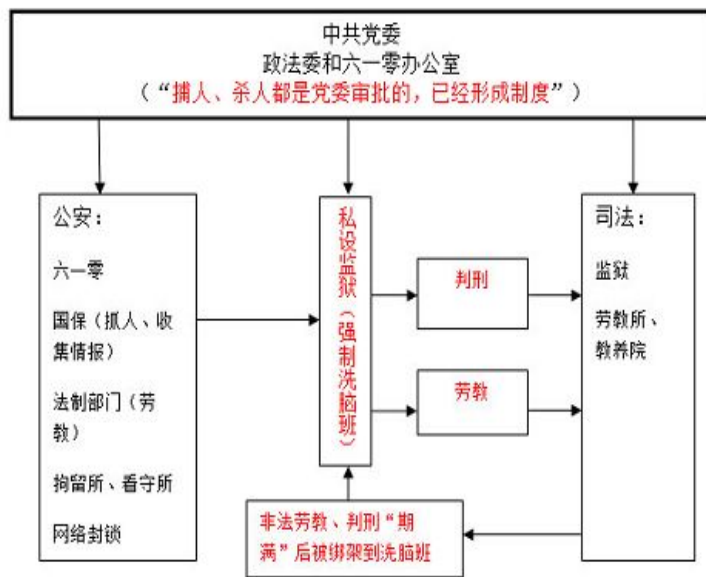 中共党委
政法委和六一零办公室
（“捕人、杀人都是党委审批的，已经形成制度”）
公安：
六一零
国保（抓人、收
集情报）
法制部门（劳
教）
拘留所、看守所
网络封锁
私设监狱（强制洗脑班）
判刑
劳教
司法：
监狱
劳教所、
教养院
非法劳教、判刑“期
满”后被绑架到洗脑班